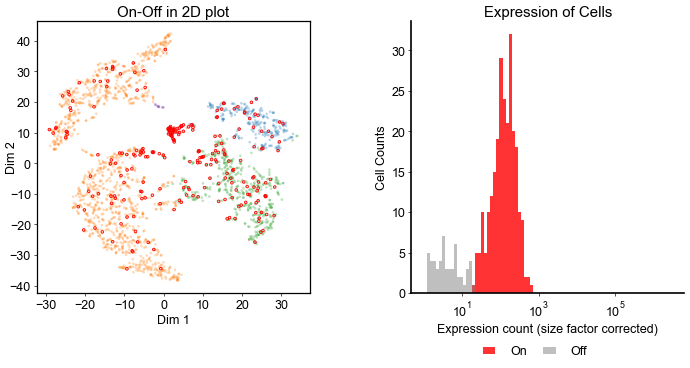 On-Off in 2D plot
Dim 2
40
30
20
10
0
−10
−20
−30
−40
−30 −20 −10 0 10 20 30
Dim 1
Expression of Cells
Cell Counts
30
25
20
15
10
5
0
10^1 10^3 10^5
Expression count (size factor corrected)
On Off